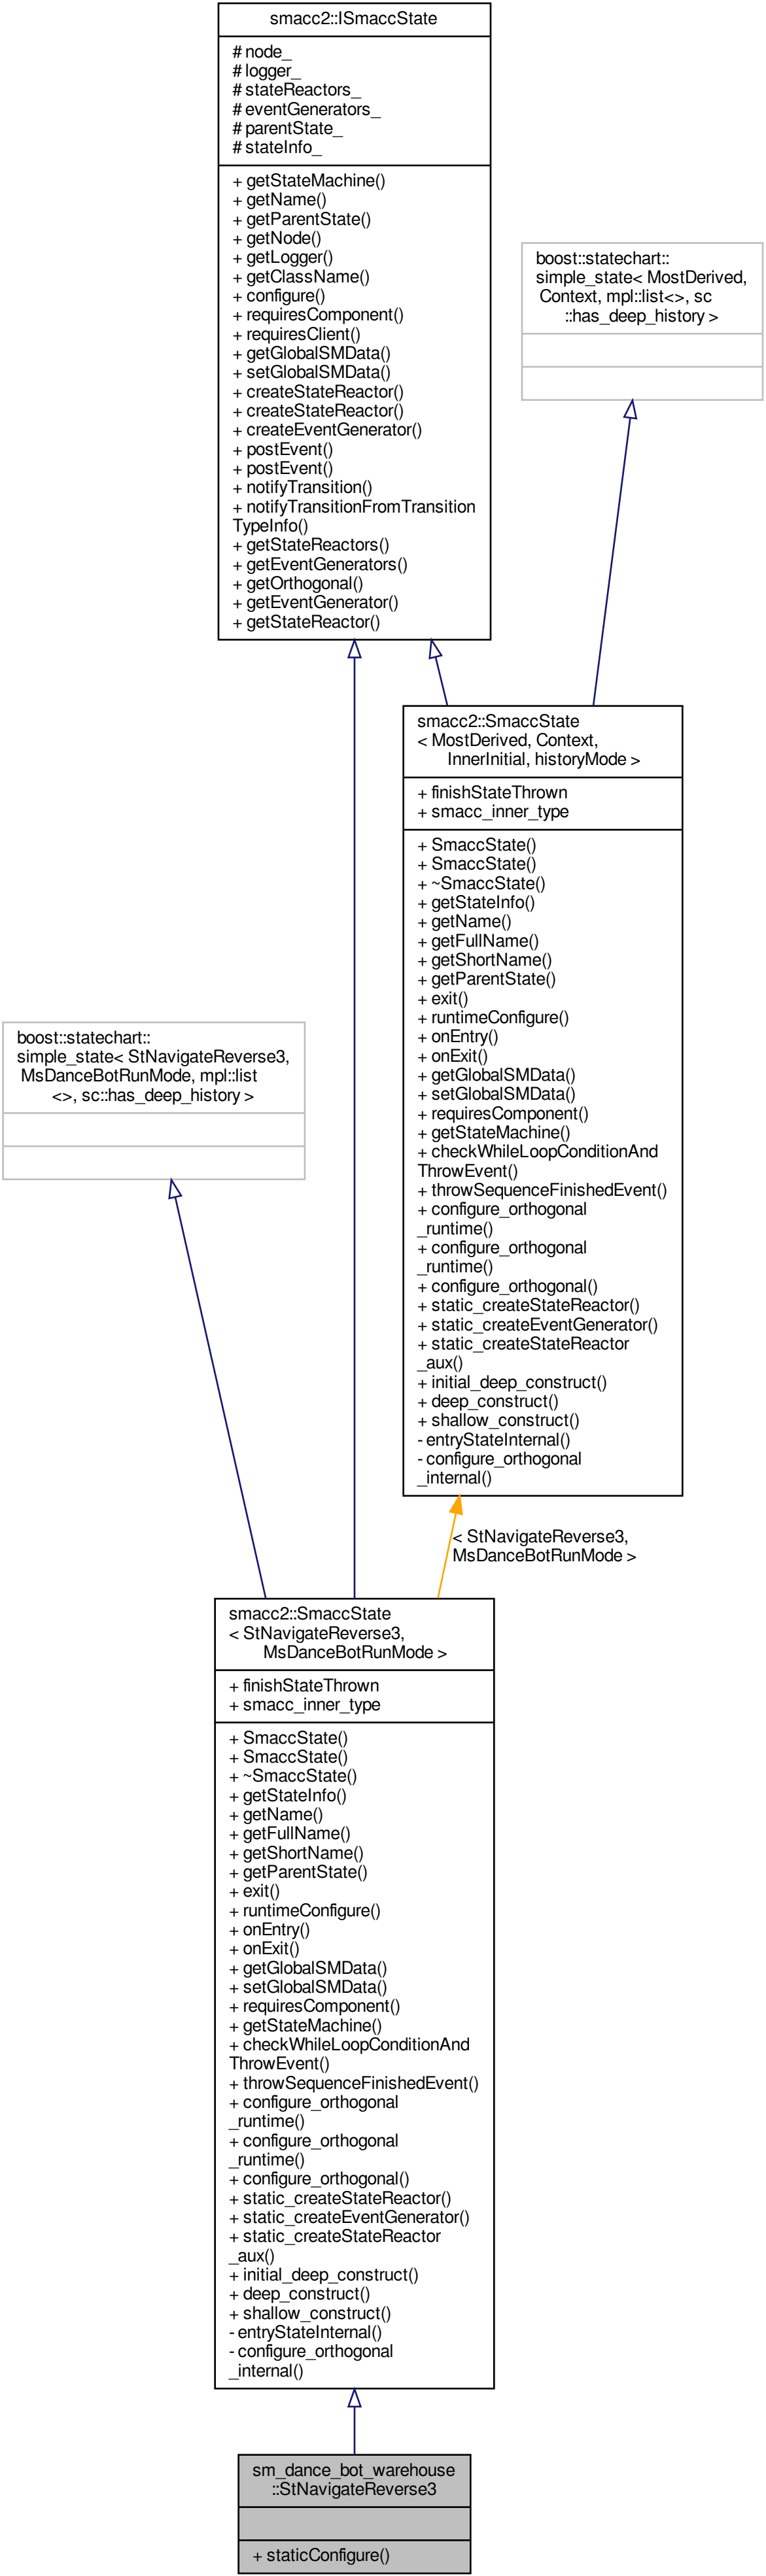 smacc2::ISmaccState
# node_
# logger_
# stateReactors_
# eventGenerators_
# parentState_
# stateInfo_
+ getStateMachine()
+ getName()
+ getParentState()
+ getNode()
+ getLogger()
+ getClassName()
+ configure()
+ requiresComponent()
+ requiresClient()
+ getGlobalSMData()
+ setGlobalSMData()
+ createStateReactor()
+ createStateReactor()
+ createEventGenerator()
+ postEvent()
+ postEvent()
+ notifyTransition()
+ notifyTransitionFromTransition
TypeInfo()
+ getStateReactors()
+ getEventGenerators()
+ getOrthogonal()
+ getEventGenerator()
+ getStateReactor()
boost::statechart::
simple_state< MostDerived,
Context, mpl::list<>, sc
::has_deep_history >
smacc2::SmaccState
< MostDerived, Context,
InnerInitial, historyMode >
+ finishStateThrown
+ smacc_inner_type
+ SmaccState()
+ SmaccState()
+ ~SmaccState()
+ getStateInfo()
+ getName()
+ getFullName()
+ getShortName()
+ getParentState()
+ exit()
+ runtimeConfigure()
+ onEntry()
+ onExit()
+ getGlobalSMData()
+ setGlobalSMData()
+ requiresComponent()
+ getStateMachine()
+ checkWhileLoopConditionAnd
ThrowEvent()
+ throwSequenceFinishedEvent()
+ configure_orthogonal
_runtime()
+ configure_orthogonal
_runtime()
+ configure_orthogonal()
+ static_createStateReactor()
+ static_createEventGenerator()
+ static_createStateReactor
_aux()
+ initial_deep_construct()
+ deep_construct()
+ shallow_construct()
- entryStateInternal()
- configure_orthogonal
_internal()
boost::statechart::
simple_state< StNavigateReverse3,
MsDanceBotRunMode, mpl::list
<>, sc::has_deep_history >
< StNavigateReverse3,
MsDanceBotRunMode >
smacc2::SmaccState
< StNavigateReverse3,
MsDanceBotRunMode >
+ finishStateThrown
+ smacc_inner_type
+ SmaccState()
+ SmaccState()
+ ~SmaccState()
+ getStateInfo()
+ getName()
+ getFullName()
+ getShortName()
+ getParentState()
+ exit()
+ runtimeConfigure()
+ onEntry()
+ onExit()
+ getGlobalSMData()
+ setGlobalSMData()
+ requiresComponent()
+ getStateMachine()
+ checkWhileLoopConditionAnd
ThrowEvent()
+ throwSequenceFinishedEvent()
+ configure_orthogonal
_runtime()
+ configure_orthogonal
_runtime()
+ configure_orthogonal()
+ static_createStateReactor()
+ static_createEventGenerator()
+ static_createStateReactor
_aux()
+ initial_deep_construct()
+ deep_construct()
+ shallow_construct()
- entryStateInternal()
- configure_orthogonal
_internal()
sm_dance_bot_warehouse
::StNavigateReverse3
+ staticConfigure()